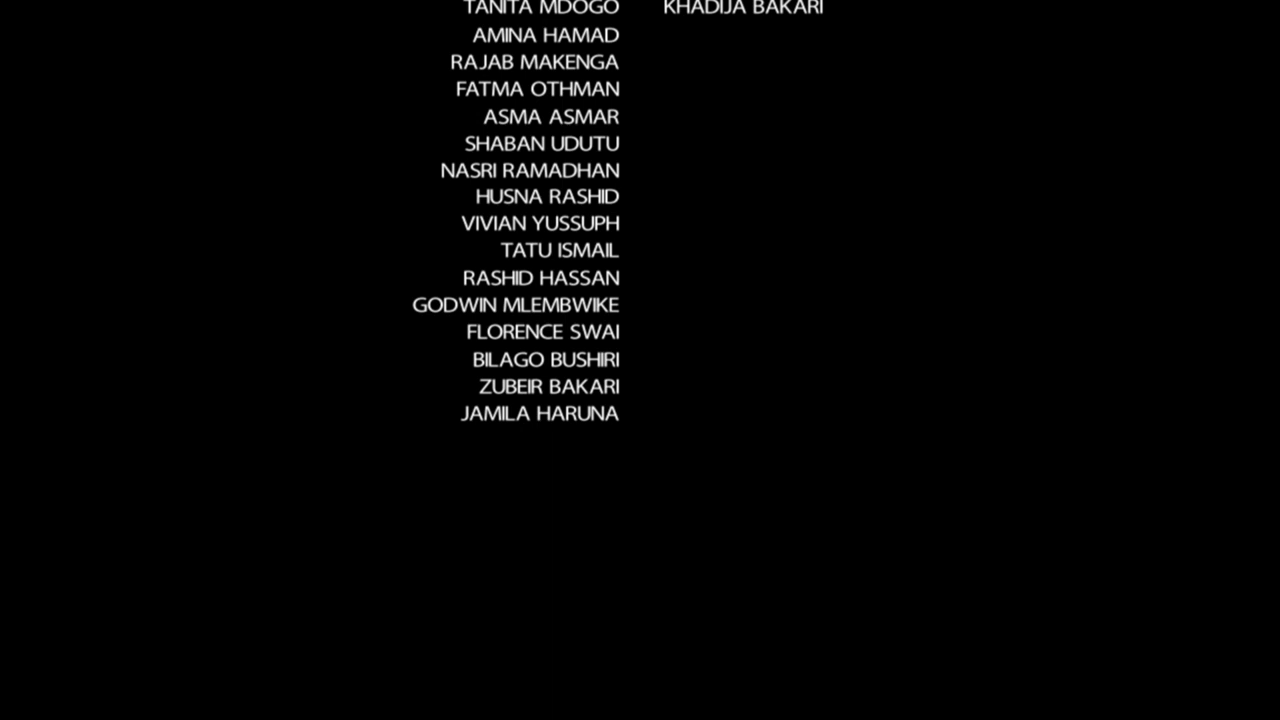 TANITA MDOGO KHADIJA BAKARI
AMINA HAMAD
RAJAB MAKENGA
FATMA OTHMAN
ASMA ASMAR
SHABAN UDUTU
NASRI RAMADHAN
HUSNA RASHID
VIVIAN YUSSUPH
TATU ISMAIL
RASHID HASSAN
GODWIN MLEMBWIKE
FLORENCE SWAI
BILAGO BUSHIRI
ZUBEIR BAKARI
JAMILA HARUNA